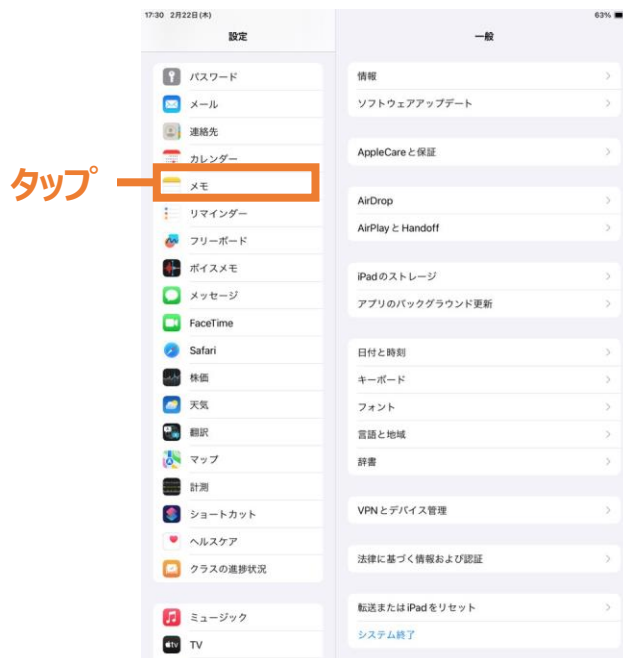 17:30 2月22日(木)
63%
設定
一般
パスワード
メール
連絡先
カレンダー
メモ
リマインダー
フリーボード
ボイスメモ
メッセージ
FaceTime
Safari
株価
天気
翻訳
マップ
計測
ショートカット
ヘルスケア
クラスの進捗状況
ミュージック
TV
タップ
情報
ソフトウェアアップデート
AppleCareと保証
AirDrop
AirPlayとHandoff
iPadのストレージ
アプリのバックグラウンド更新
日付と時刻
キーボード
フォント
言語と地域
辞書
VPNとデバイス管理
法律に基づく情報および認証
転送またはiPadをリセット
システム終了